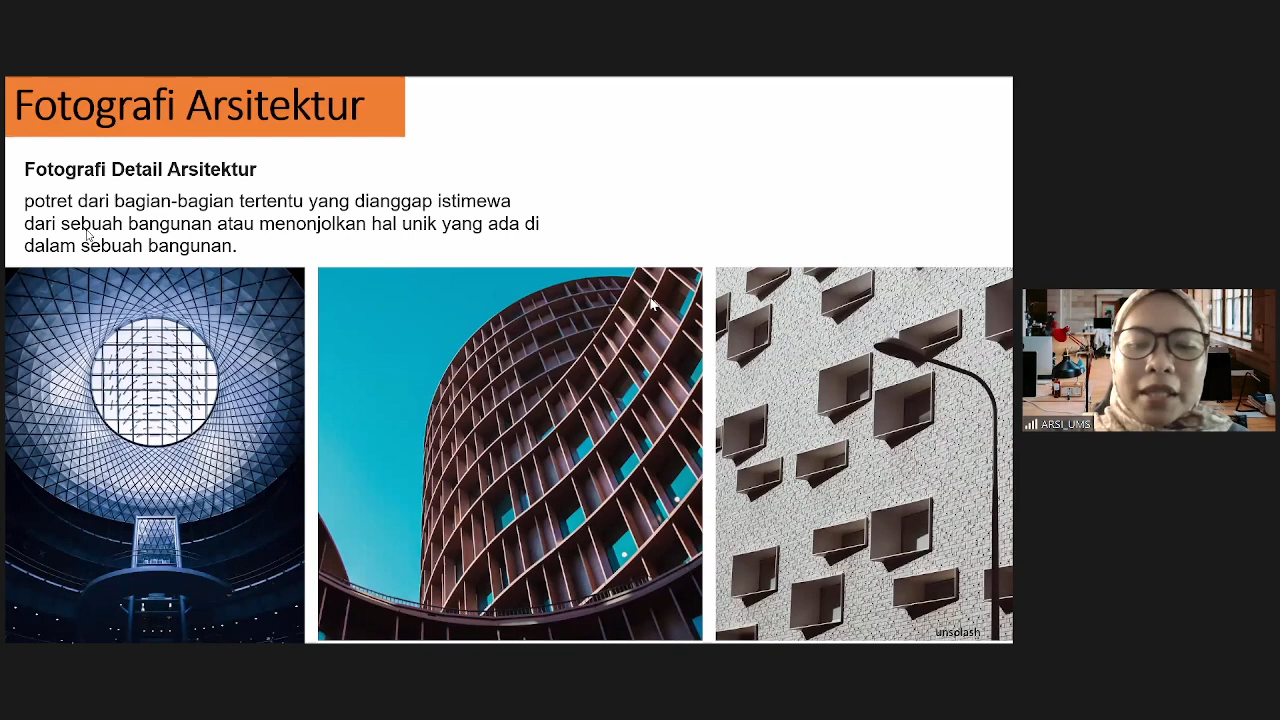 Fotografi Arsitektur
Fotografi Detail Arsitektur
potret dari bagian-bagian tertentu yang dianggap istimewa
dari sebuah bangunan atau menonjolkan hal unik yang ada di
dalam sebuah bangunan.
ARSI_UMS
unsplash